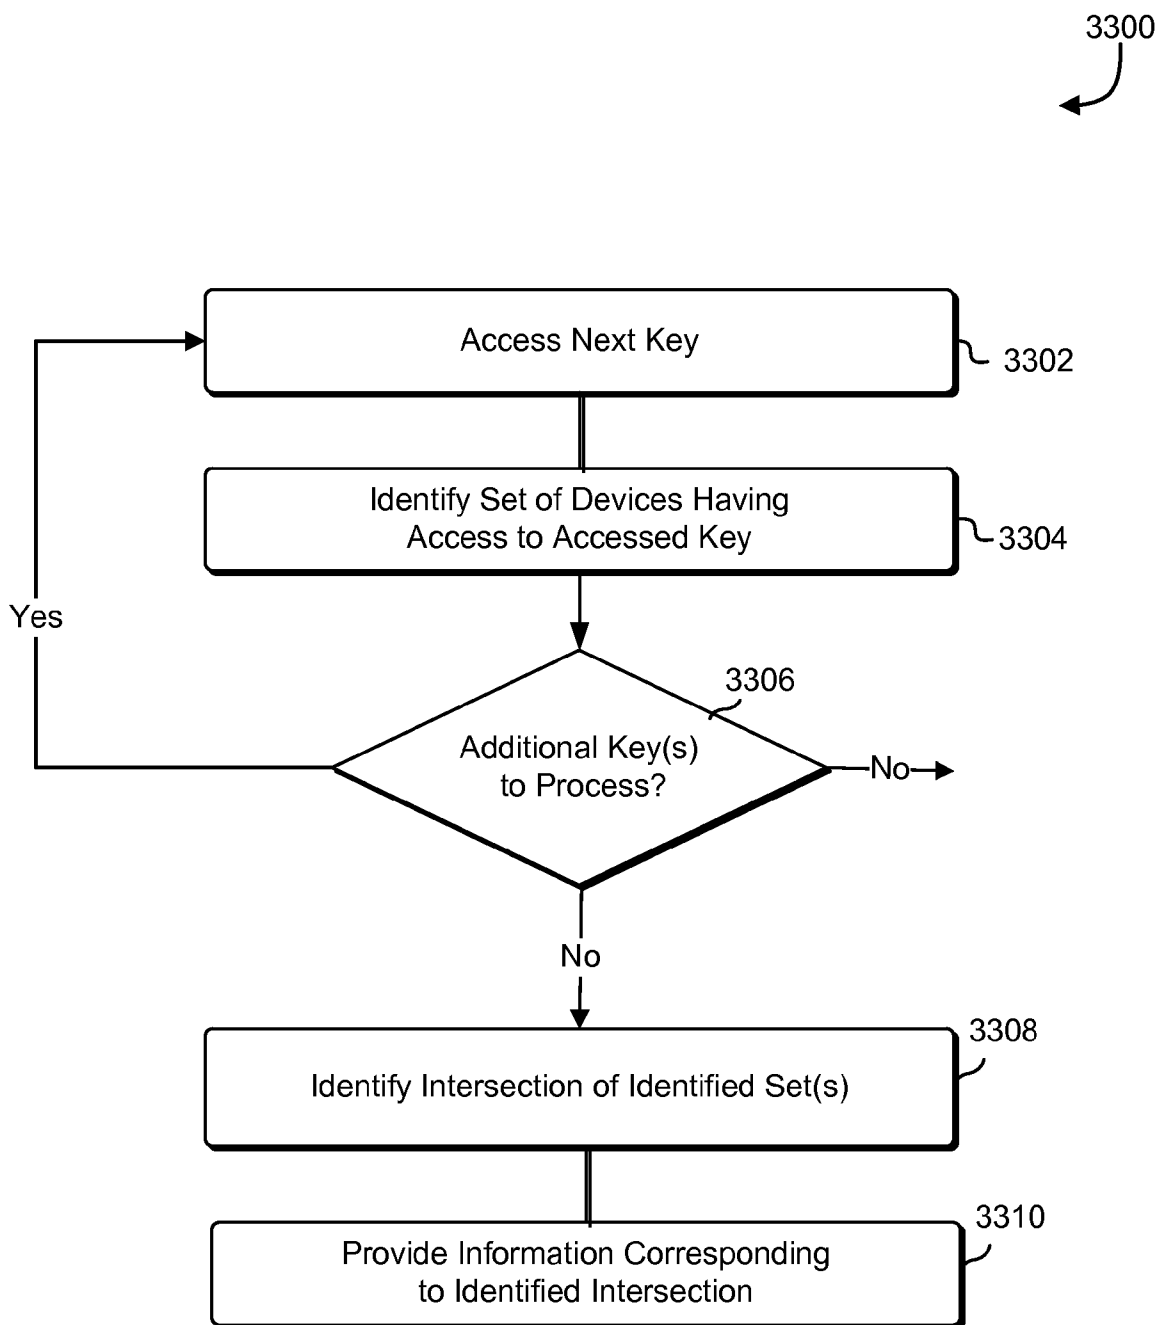 3300
Access Next Key
3302
Identify Set of Devices Having
Access to Accessed Key
3304
Yes
3306
Additional Key(s)
to Process?
No
No
3308
Identify Intersection of Identified Set(s)
3310
Provide Information Corresponding
to Identified Intersection